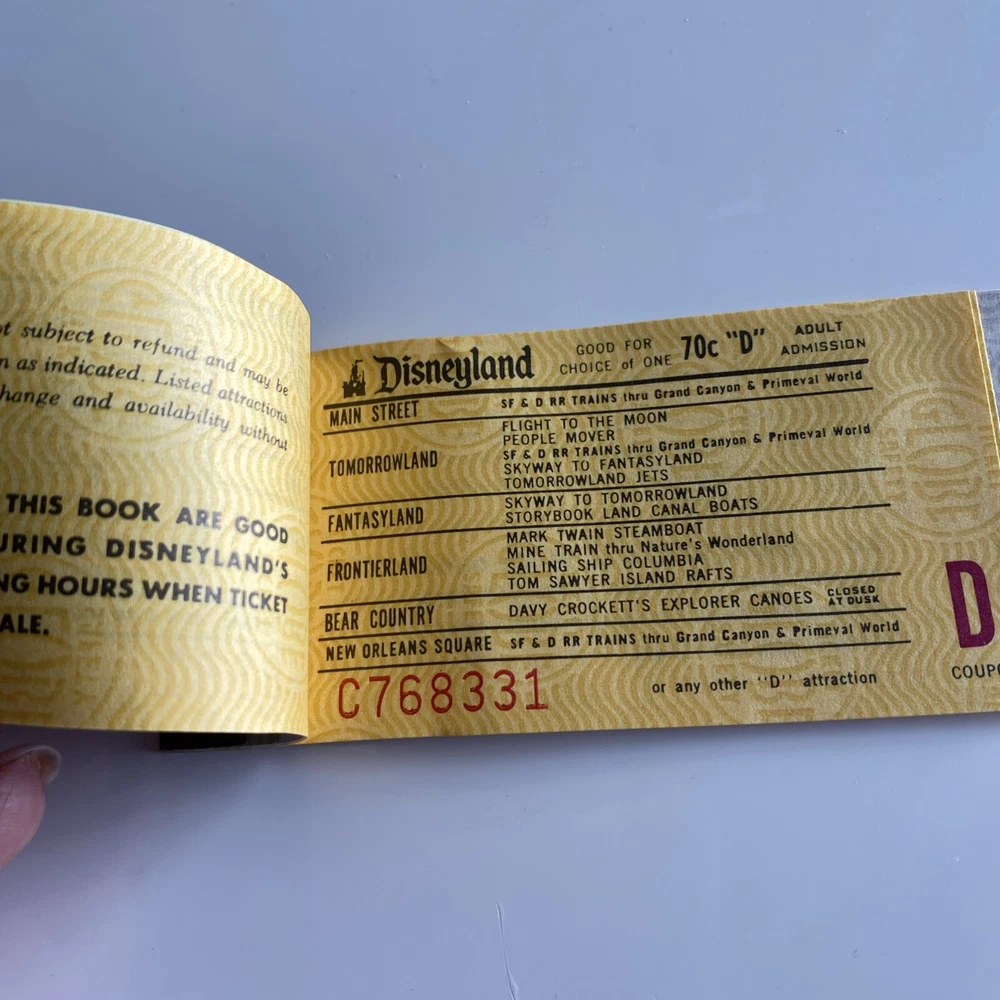 ot subject to refund and may be
n as indicated. Listed attractions
hange and availability without
THIS BOOK ARE GOOD
URING DISNEYLAND'S
NG HOURS WHEN TICKET
ALE.
Disneyland
GOOD FOR
CHOICE of ONE
70c "D"
ADULT
ADMISSION
MAIN STREET
SF & D RR TRAINS thru Grand Canyon & Primeval World
TOMORROWLAND
FLIGHT TO THE MOON
PEOPLE MOVER
SF & D RR TRAINS thru Grand Canyon & Primeval World
SKYWAY TO FANTASYLAND
TOMORROWLAND JETS
FANTASYLAND
SKYWAY TO TOMORROWLAND
STORYBOOK LAND CANAL BOATS
FRONTIERLAND
MARK TWAIN STEAMBOAT
MINE TRAIN thru Nature's Wonderland
SAILING SHIP COLUMBIA
TOM SAWYER ISLAND RAFTS
BEAR COUNTRY
DAVY CROCKETT'S EXPLORER CANOES
CLOSED
AT DUSK
NEW ORLEANS SQUARE
SF & D RR TRAINS thru Grand Canyon & Primeval World
C768331
or any other "D" attraction
D
COUPO